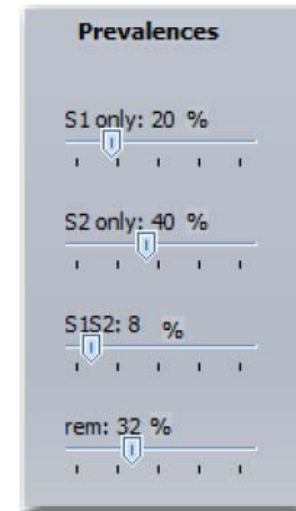 Prevalences
S1 only: 20 %
S2 only: 40 %
S1S2: 8 %
rem: 32 %